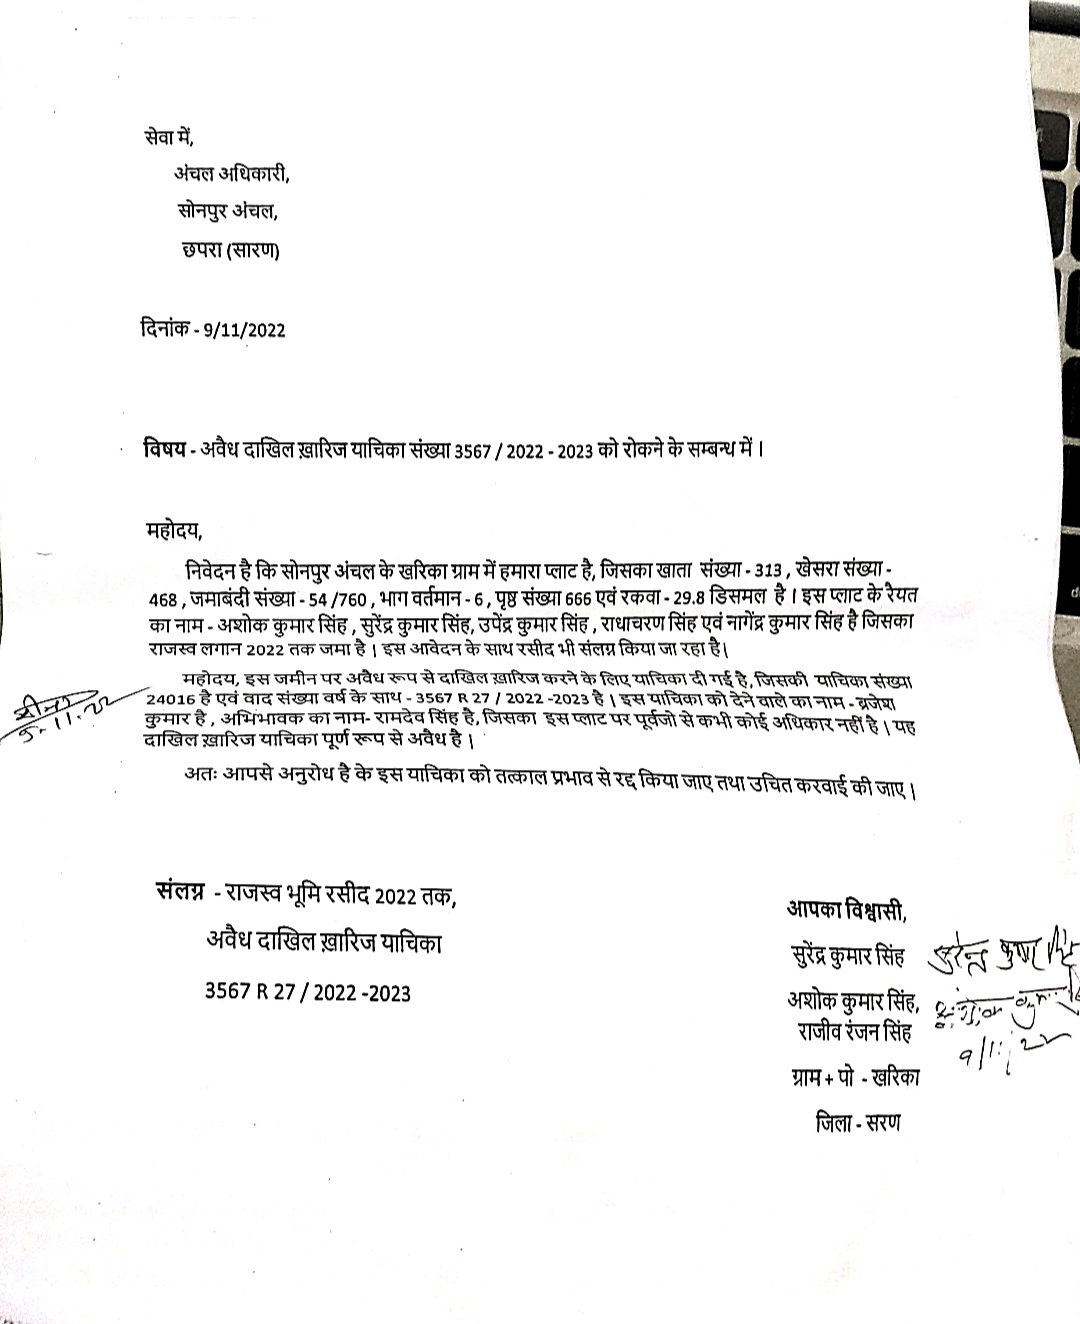 सेवा में,
अंचल अधिकारी,
सोनपुर अंचल,
छपरा (सारण)
दिनांक - 9/11/2022
विषय - अवैध दाखिल ख़ारिज याचिका संख्या 3567 / 2022 - 2023 को रोकने के सम्बन्ध में।
महोदय,
निवेदन है कि सोनपुर अंचल के खरिका ग्राम में हमारा प्लाट है, जिसका खाता संख्या - 313 , खेसरा संख्या -
468 , जमाबंदी संख्या - 54 /760 , भाग वर्तमान - 6 , पृष्ठ संख्या 666 एवं रकवा - 29.8 डिसमल है। इस प्लाट के रैयत
का नाम - अशोक कुमार सिंह , सुरेंद्र कुमार सिंह, उपेंद्र कुमार सिंह , राधाचरण सिंह एवं नागेंद्र कुमार सिंह है जिसका
राजस्व लगान 2022 तक जमा है। इस आवेदन के साथ रसीद भी संलग्न किया जा रहा है।
महोदय, इस जमीन पर अवैध रूप से दाखिल ख़ारिज करने के लिए याचिका दी गई है, जिसकी याचिका संख्या
24016 है एवं वाद संख्या वर्ष के साथ - 3567 R 27 / 2022 -2023 है। इस याचिका को देने वाले का नाम - ब्रजेश
कुमार है , अभिभावक का नाम- रामदेव सिंह है, जिसका इस प्लाट पर पूर्वजो से कभी कोई अधिकार नहीं है। यह
दाखिल ख़ारिज याचिका पूर्ण रूप से अवैध है।
अतः आपसे अनुरोध है के इस याचिका को तत्काल प्रभाव से रद्द किया जाए तथा उचित करवाई की जाए।
संलग्न - राजस्व भूमि रसीद 2022 तक,
अवैध दाखिल ख़ारिज याचिका
3567 R 27 / 2022 -2023
आपका विश्वासी,
सुरेंद्र कुमार सिंह सुरेन्द्र कुमार सिंह
अशोक कुमार सिंह,
राजीव रंजन सिंह
9/11/22
ग्राम + पो - खरिका
जिला - सरण